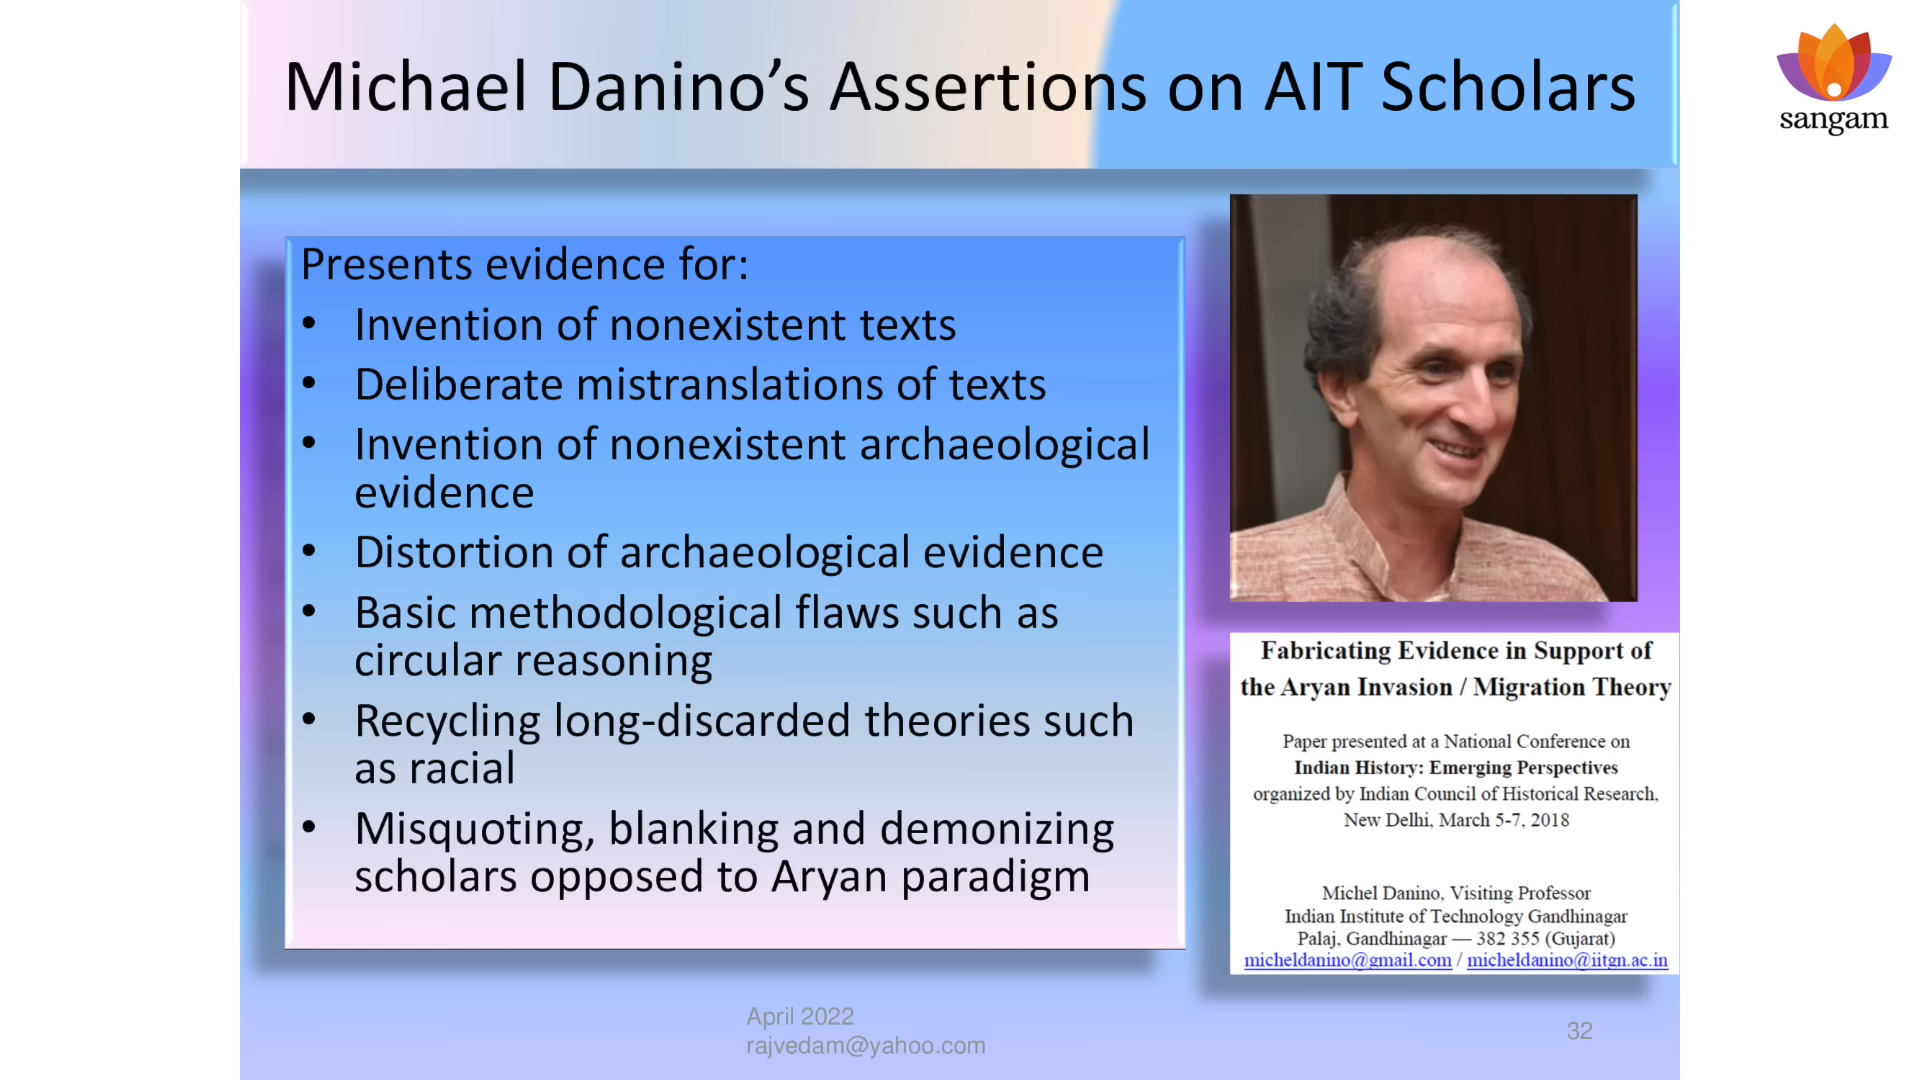 Michael Danino’s Assertions on AIT Scholars
sangam
Presents evidence for:
• Invention of nonexistent texts
• Deliberate mistranslations of texts
• Invention of nonexistent archaeological
evidence
• Distortion of archaeological evidence
• Basic methodological flaws such as
circular reasoning
• Recycling long-discarded theories such
as racial
• Misquoting, blanking and demonizing
scholars opposed to Aryan paradigm
Fabricating Evidence in Support of
the Aryan Invasion / Migration Theory
Paper presented at a National Conference on
Indian History: Emerging Perspectives
organized by Indian Council of Historical Research,
New Delhi, March 5-7, 2018
Michel Danino, Visiting Professor
Indian Institute of Technology Gandhinagar
Palaj, Gandhinagar — 382 355 (Gujarat)
micheldanino@gmail.com / micheldanino@iitgn.ac.in
April 2022
rajvedam@yahoo.com
32